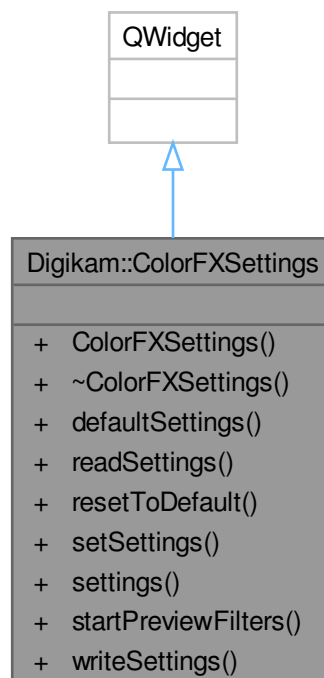 QWidget
Digikam::ColorFXSettings
+ ColorFXSettings()
+ ~ColorFXSettings()
+ defaultSettings()
+ readSettings()
+ resetToDefault()
+ setSettings()
+ settings()
+ startPreviewFilters()
+ writeSettings()